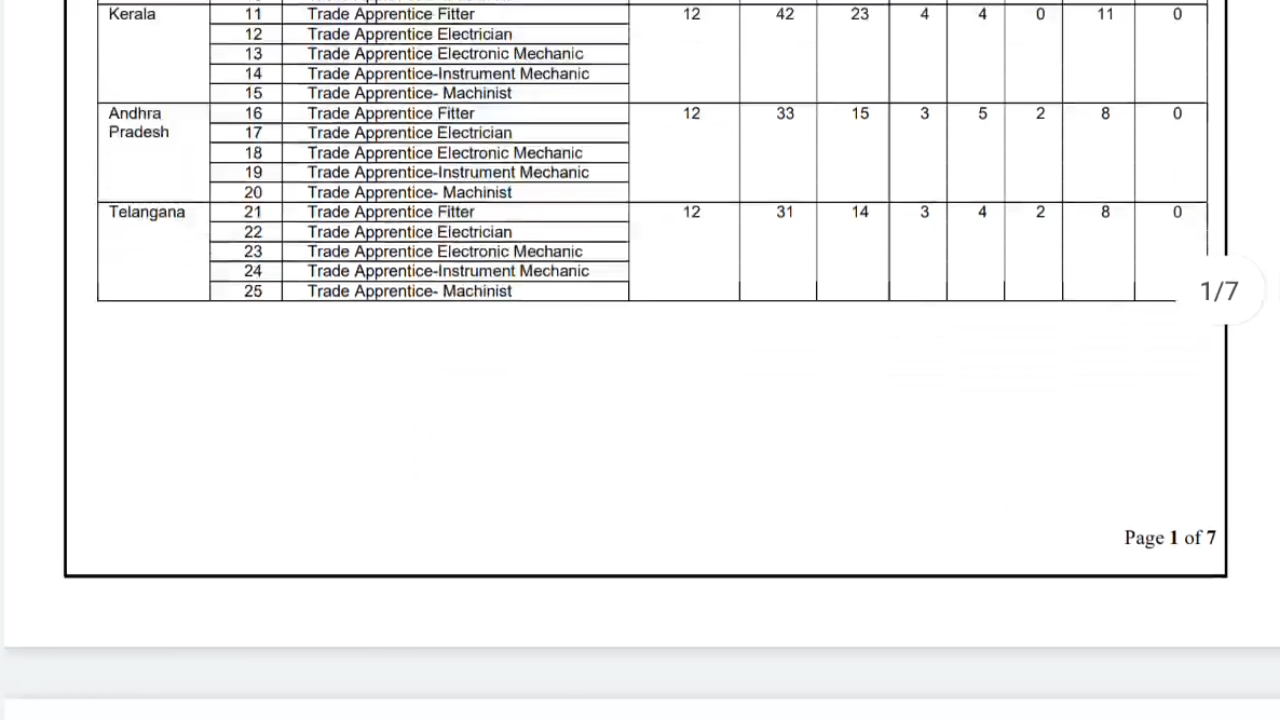 Kerala 11 Trade Apprentice Fitter 12 42 23 4 4 0 11 0
12 Trade Apprentice Electrician
13 Trade Apprentice Electronic Mechanic
14 Trade Apprentice-Instrument Mechanic
15 Trade Apprentice- Machinist
Andhra 16 Trade Apprentice Fitter 12 33 15 3 5 2 8 0
Pradesh 17 Trade Apprentice Electrician
18 Trade Apprentice Electronic Mechanic
19 Trade Apprentice-Instrument Mechanic
20 Trade Apprentice- Machinist
Telangana 21 Trade Apprentice Fitter 12 31 14 3 4 2 8 0
22 Trade Apprentice Electrician
23 Trade Apprentice Electronic Mechanic
24 Trade Apprentice-Instrument Mechanic
25 Trade Apprentice- Machinist
1/7
Page 1 of 7